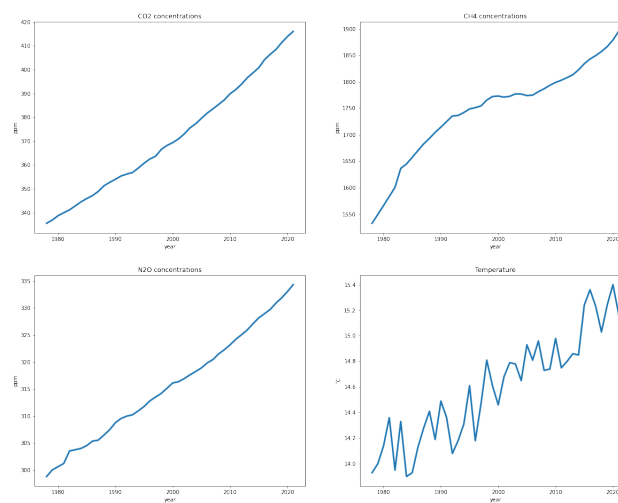 CO2 concentrations
420
410
400
390
380
370
360
350
340
ppm
1980 1990 2000 2010 2020
year
CH4 concentrations
1900
1850
1800
1750
1700
1650
1600
1550
ppm
1980 1990 2000 2010 2020
year
N2O concentrations
335
330
325
320
315
310
305
300
ppm
1980 1990 2000 2010 2020
year
Temperature
15.4
15.2
15.0
14.8
14.6
14.4
14.2
14.0
°C
1980 1990 2000 2010 2020
year